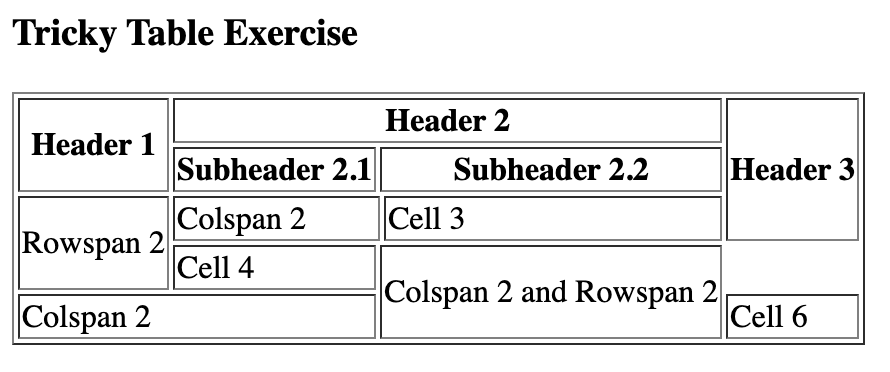 Tricky Table Exercise
Header 1
Header 2
Header 3
Subheader 2.1
Subheader 2.2
Rowspan 2
Colspan 2
Cell 3
Cell 4
Colspan 2 and Rowspan 2
Colspan 2
Cell 6